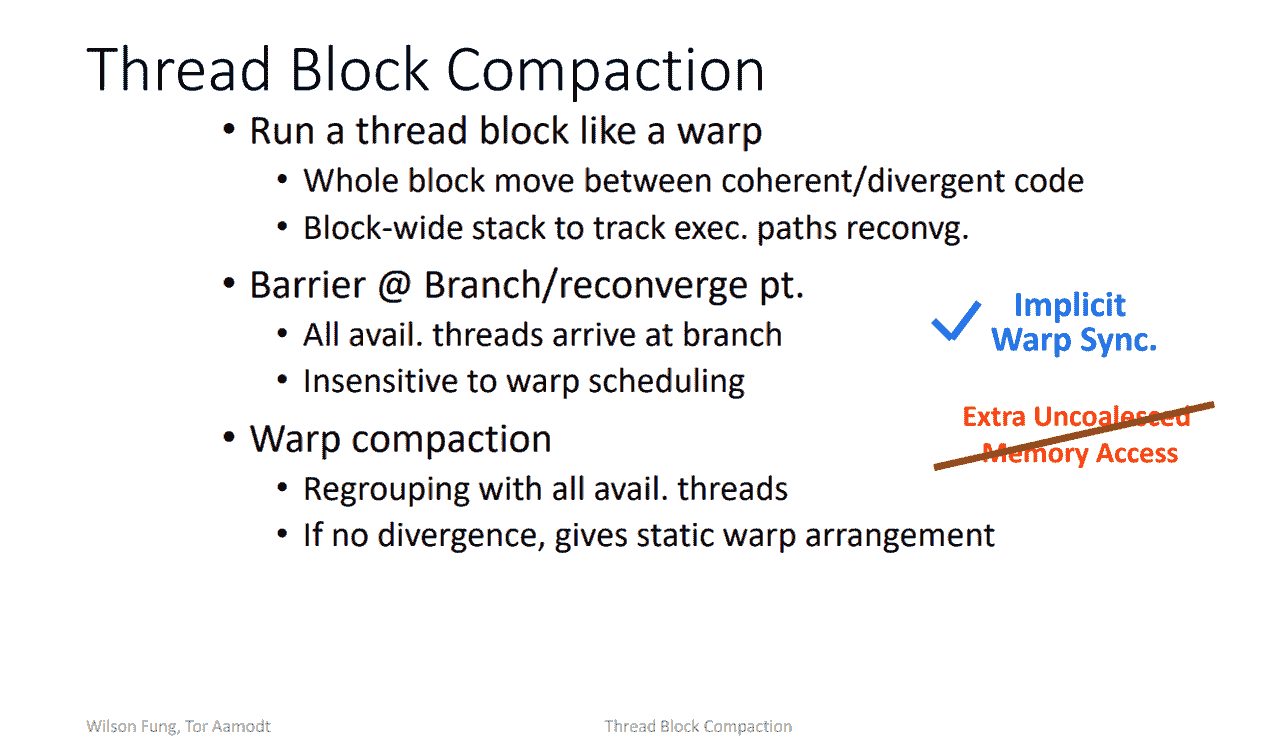 Thread Block Compaction
• Run a thread block like a warp
• Whole block move between coherent/divergent code
• Block-wide stack to track exec. paths reconvg.
• Barrier @ Branch/reconverge pt.
• All avail. threads arrive at branch
• Insensitive to warp scheduling
• Warp compaction
• Regrouping with all avail. threads
• If no divergence, gives static warp arrangement
Implicit
Warp Sync.
Extra Uncoalesced
Memory Access
Wilson Fung, Tor Aamodt
Thread Block Compaction